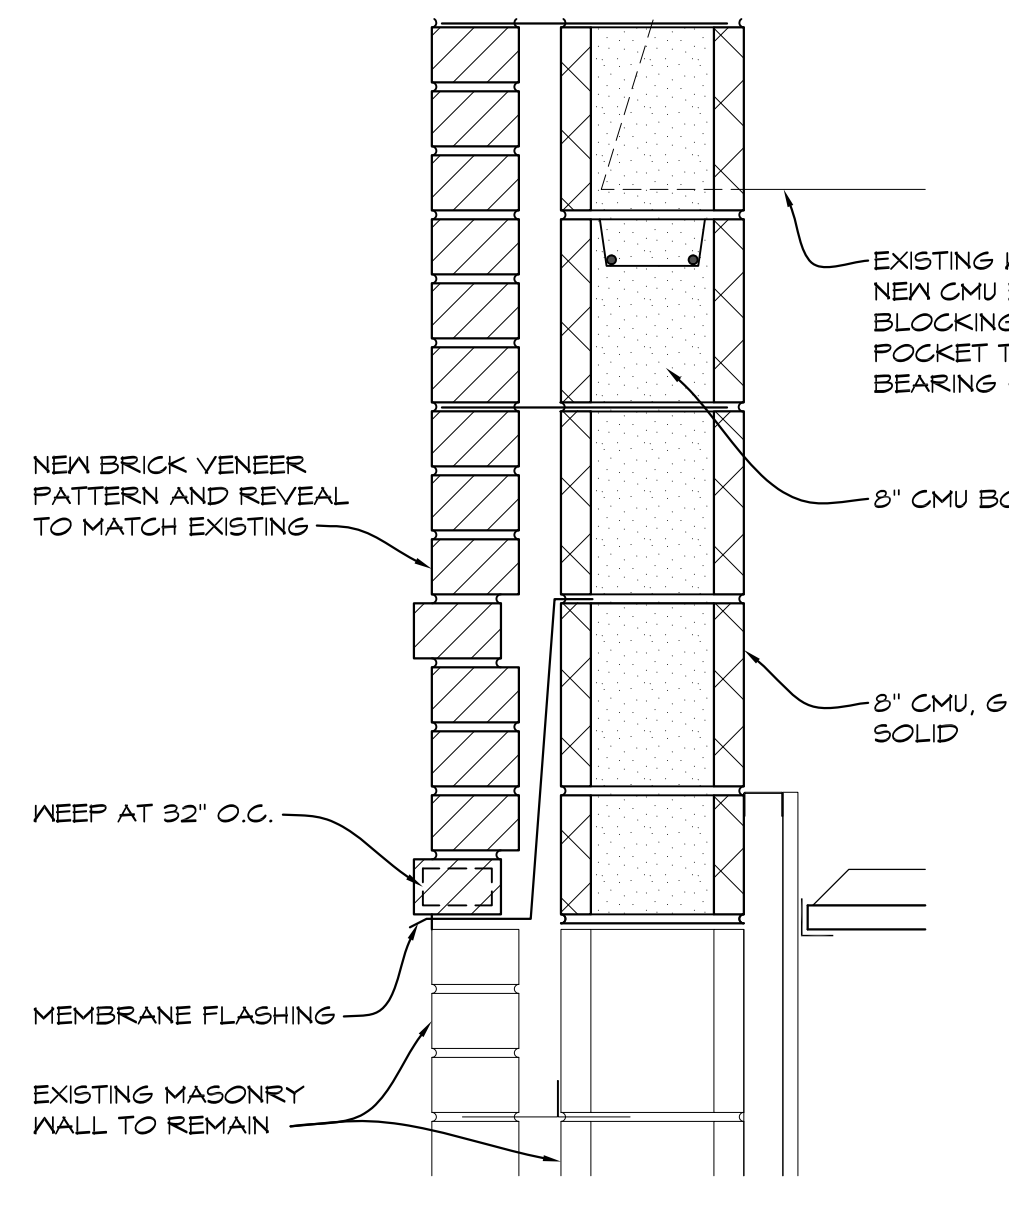 EXISTING
NEW CMU
BLOCKING
POCKET
BEARING
NEW BRICK VENEER
PATTERN AND REVEAL
TO MATCH EXISTING
8" CMU
8" CMU,
SOLID
WEEP AT 32" O.C.
MEMBRANE FLASHING
EXISTING MASONRY
WALL TO REMAIN